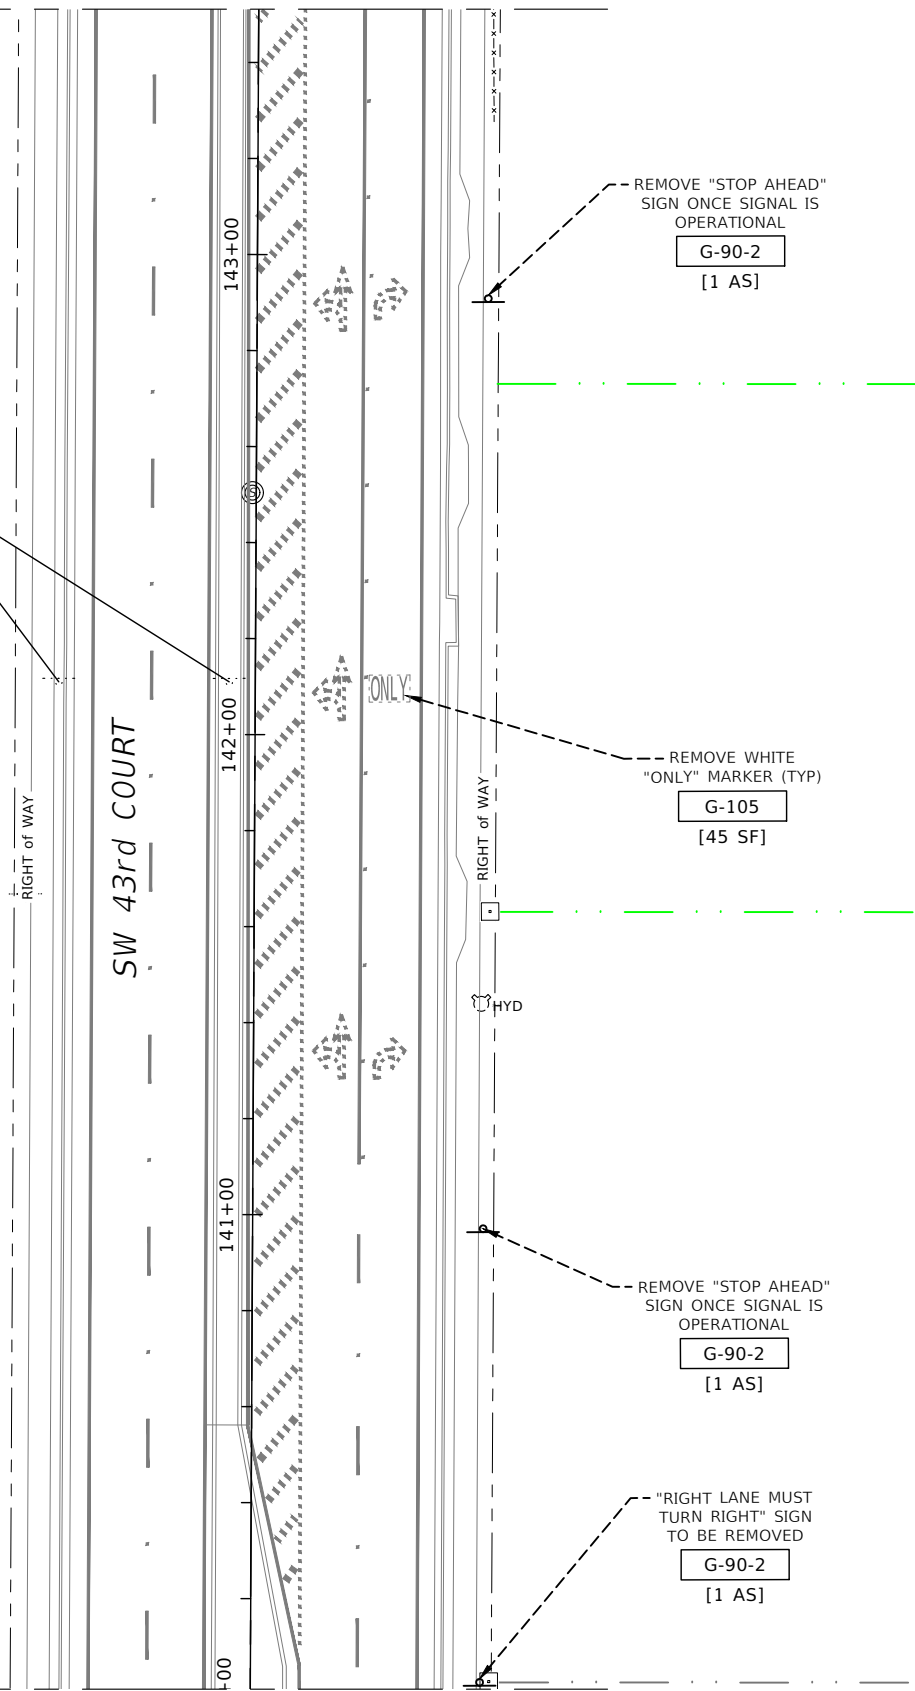 REMOVE "STOP AHEAD"
SIGN ONCE SIGNAL IS
OPERATIONAL
G-90-2
[1 AS]
143+00
S
ONLY
142+00
SW 43rd COURT
RIGHT of WAY
RIGHT of WAY
REMOVE WHITE
"ONLY" MARKER (TYP)
G-105
[45 SF]
HYD
141+00
REMOVE "STOP AHEAD"
SIGN ONCE SIGNAL IS
OPERATIONAL
G-90-2
[1 AS]
"RIGHT LANE MUST
TURN RIGHT" SIGN
TO BE REMOVED
G-90-2
[1 AS]
00